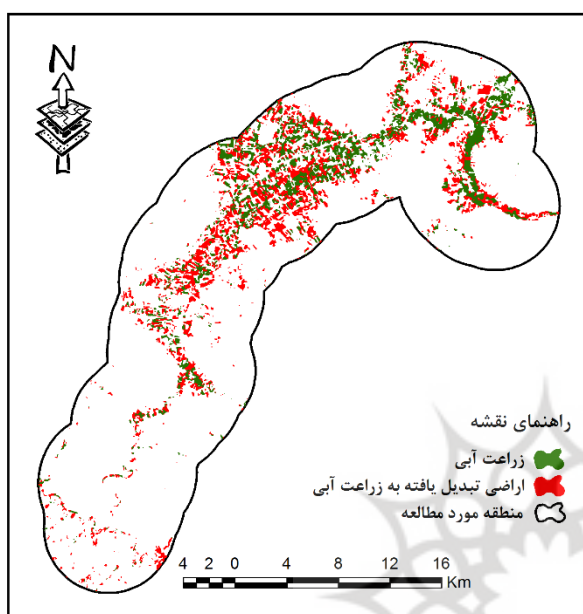 N
راهنمای نقشه
زراعت آبی
اراضی تبدیل یافته به زراعت آبی
منطقه مورد مطالعه
4 2 0 4 8 12 16
Km